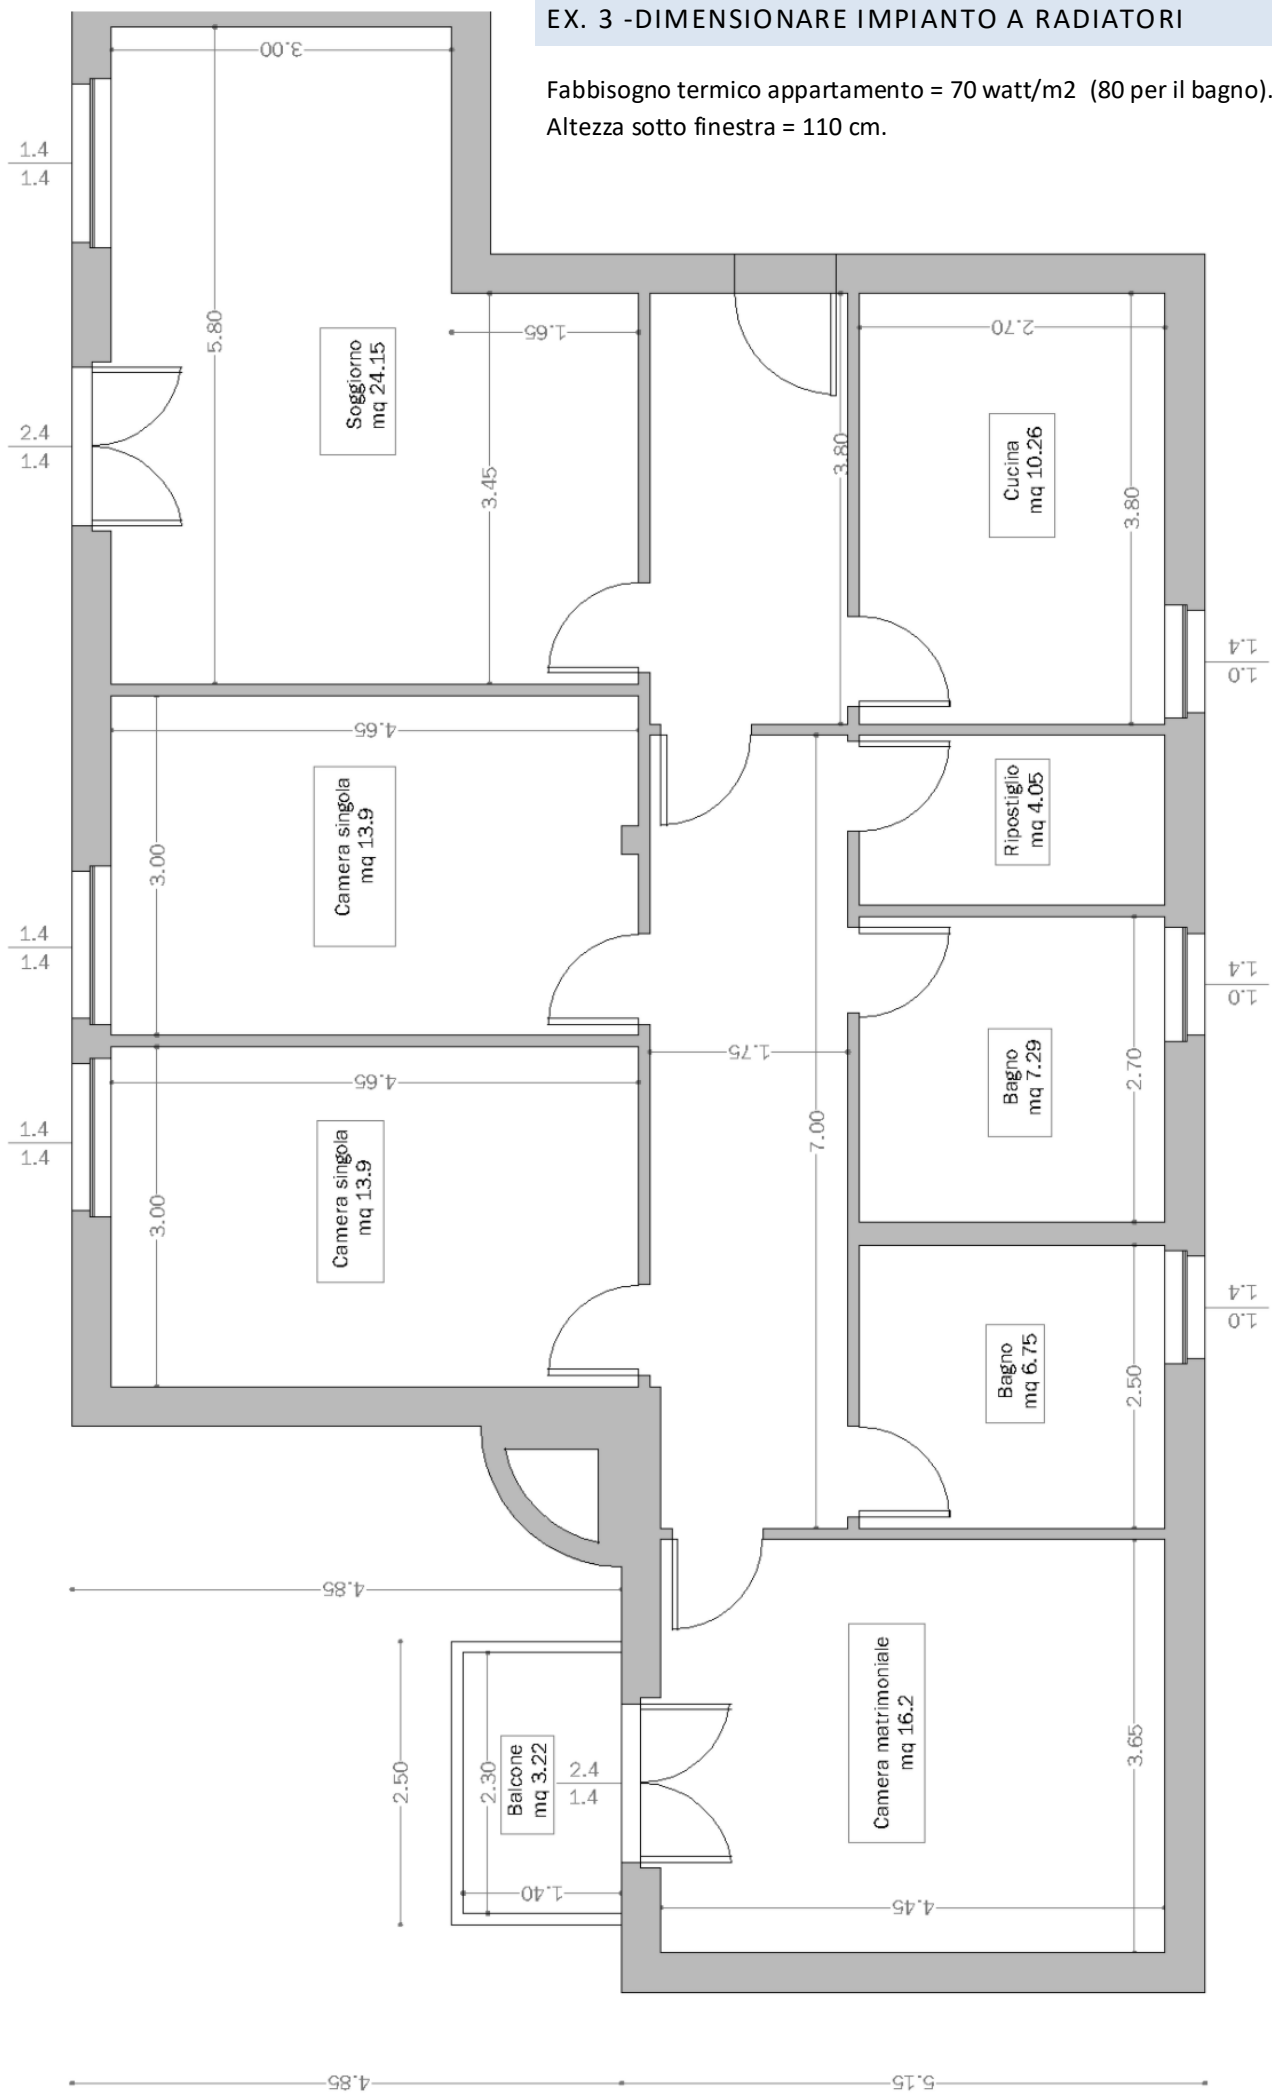 EX. 3 -DIMENSIONARE IMPIANTO A RADIATORI
Fabbisogno termico appartamento = 70 watt/m2 (80 per il bagno).
Altezza sotto finestra = 110 cm.
3.00
1.4
1.4
5.80
1.65
2.70
Soggiorno
mq 24.15
2.4
1.4
3.45
3.80
Cucina
mq 10.26
3.80
1.4
1.0
4.65
Camera singola
mq 13.9
3.00
Ripostiglio
mq 4.05
1.4
1.4
1.4
1.0
4.65
1.75
Bagno
mq 7.29
2.70
7.00
1.4
1.4
Camera singola
mq 13.9
3.00
1.4
1.0
Bagno
mq 6.75
2.50
4.85
Camera matrimoniale
mq 16.2
3.65
2.50
2.30
Balcone
mq 3.22
2.4
1.4
1.40
4.45
4.85
5.15